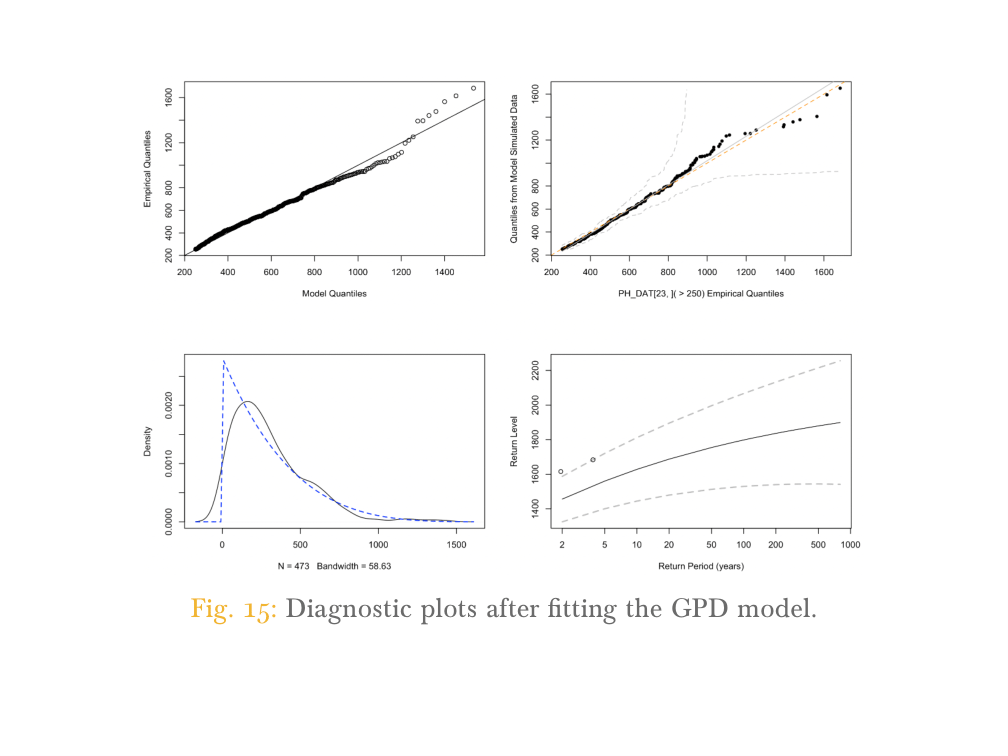 Empirical Quantiles
200 400 600 800 1200 1600
200 400 600 800 1000 1200 1400
Model Quantiles
Quantiles from Model Simulated Data
200 400 600 800 1200 1600
200 400 600 800 1000 1200 1400 1600
PH_DAT[23, ]( > 250) Empirical Quantiles
Density
0.0000 0.0010 0.0020
0 500 1000 1500
N = 473 Bandwidth = 58.63
Return Level
1400 1600 1800 2000 2200
2 5 10 20 50 100 200 500 1000
Return Period (years)
Fig. 15: Diagnostic plots after fitting the GPD model.